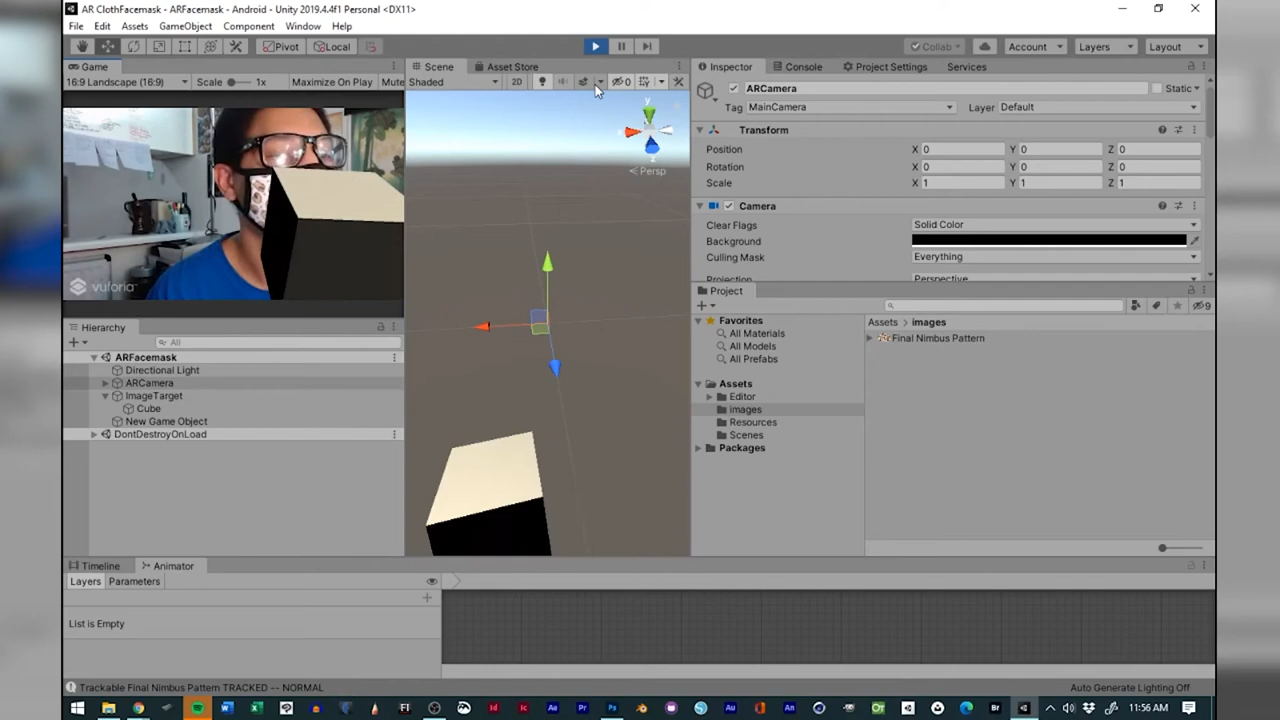 AR ClothFacemask - ARFacemask - Android - Unity 2019.4.4f1 Personal <DX11>
File Edit Assets GameObject Component Window Help
Pivot Local Collab Account Layers Layout
Game
16:9 Landscape (16:9) Scale 1x Maximize On Play Mute
vuforia
Scene Asset Store
Shaded 2D 0
y
z
Persp
Inspector Console Project Settings Services
ARCamera Static
Tag MainCamera Layer Default
Transform
Position X 0 Y 0 Z 0
Rotation X 0 Y 0 Z 0
Scale X 1 Y 1 Z 1
Camera
Clear Flags Solid Color
Background
Culling Mask Everything
Projection Perspective
Hierarchy
All
ARFacemask
Directional Light
ARCamera
ImageTarget
Cube
New Game Object
DontDestroyOnLoad
Project
9
Favorites
All Materials
All Models
All Prefabs
Assets
Editor
images
Resources
Scenes
Packages
Assets images
Final Nimbus Pattern
Timeline Animator
Layers Parameters
List is Empty
Trackable Final Nimbus Pattern TRACKED -- NORMAL
Auto Generate Lighting Off
11:56 AM